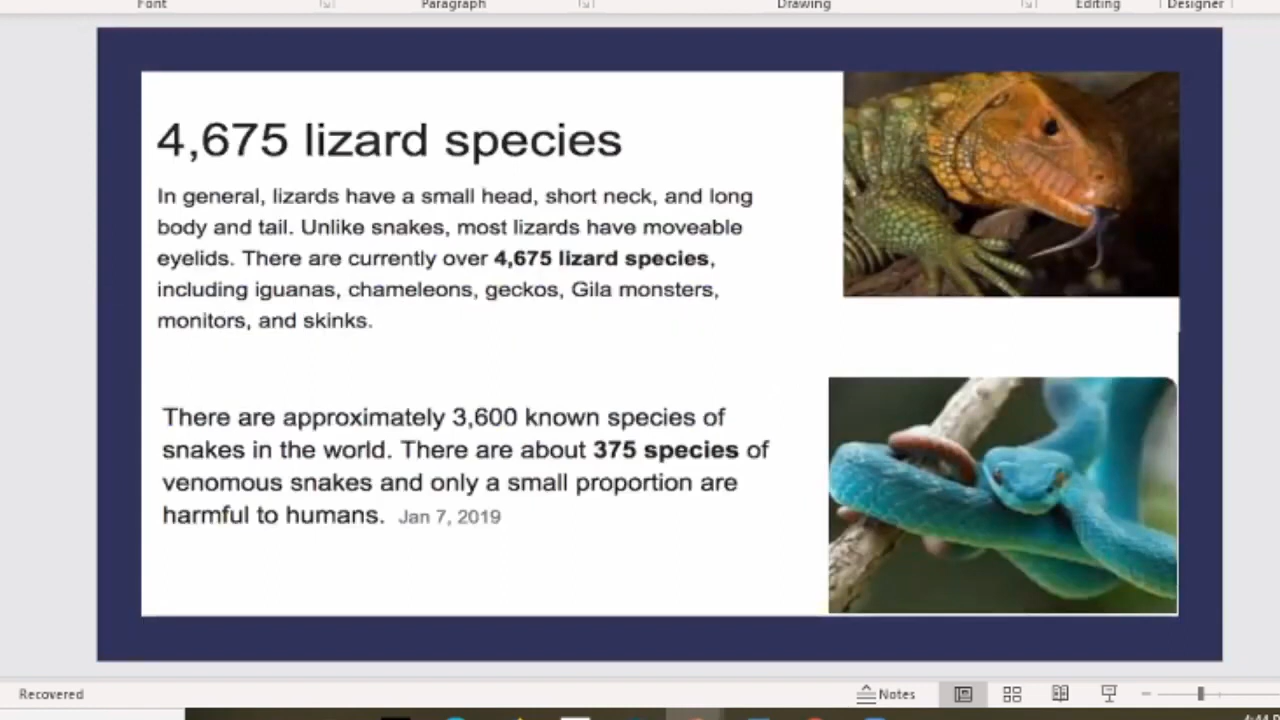 Font
Paragraph
Drawing
Editing
Designer
4,675 lizard species
In general, lizards have a small head, short neck, and long
body and tail. Unlike snakes, most lizards have moveable
eyelids. There are currently over 4,675 lizard species,
including iguanas, chameleons, geckos, Gila monsters,
monitors, and skinks.
There are approximately 3,600 known species of
snakes in the world. There are about 375 species of
venomous snakes and only a small proportion are
harmful to humans. Jan 7, 2019
Recovered
Notes